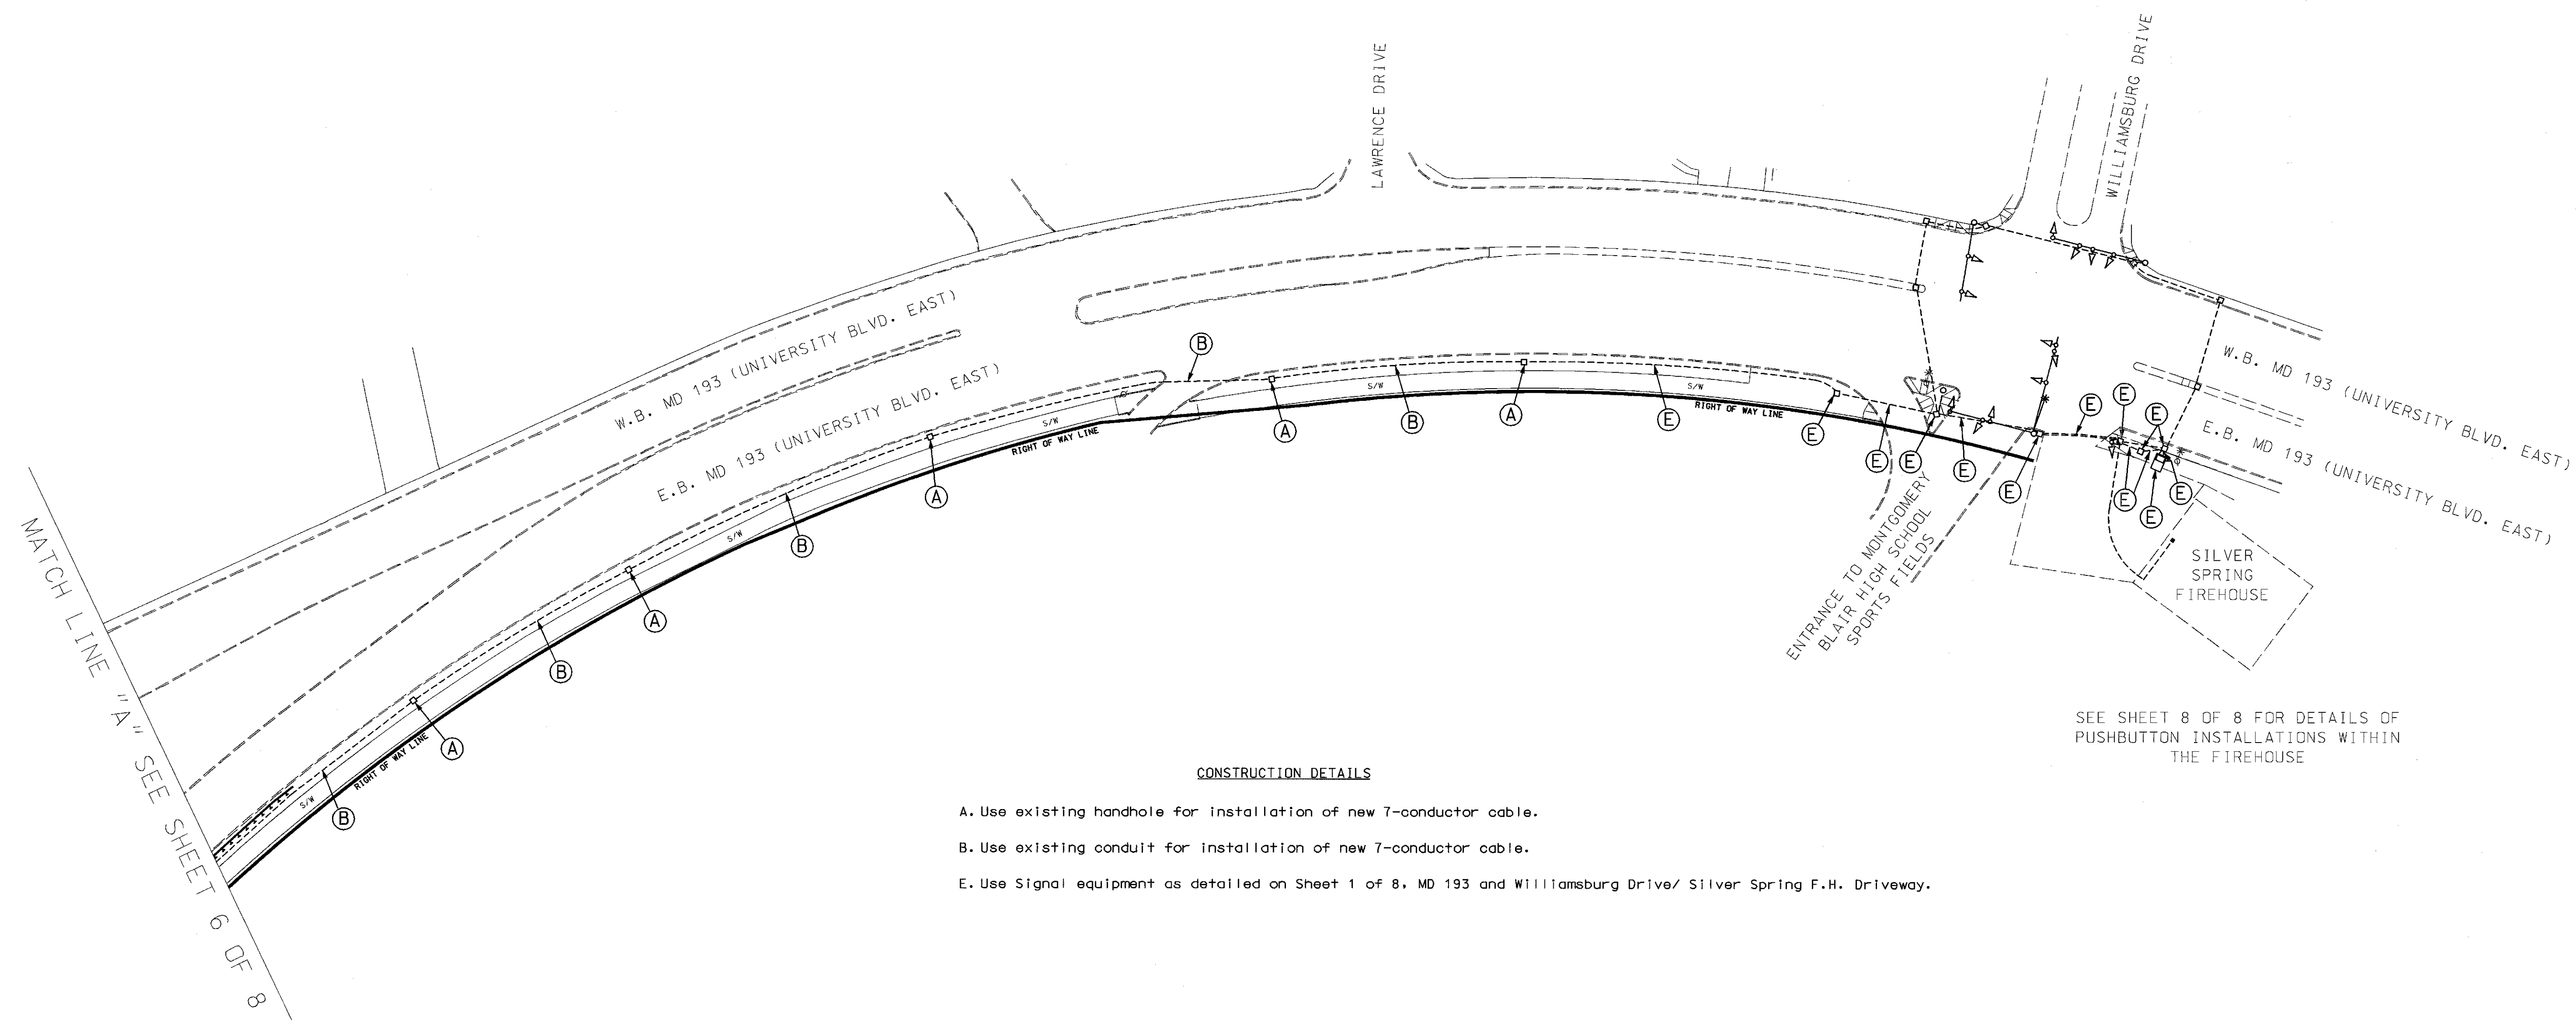 LAWRENCE DRIVE
WILLIAMSBURG DRIVE
W.B. MD 193 (UNIVERSITY BLVD. EAST)
E.B. MD 193 (UNIVERSITY BLVD. EAST)
W.B. MD 193 (UNIVERSITY BLVD. EAST)
E.B. MD 193 (UNIVERSITY BLVD. EAST)
MATCH LINE "A" SEE SHEET 6 OF 8
B
A
B
A
B
A
B
A
B
A
E
E
E
E
E
E
E
E
E
E
E
E
S/W
S/W
S/W
S/W
S/W
RIGHT OF WAY LINE
RIGHT OF WAY LINE
RIGHT OF WAY LINE
ENTRANCE TO MONTGOMERY
BLAIR HIGH SCHOOL
SPORTS FIELDS
SILVER
SPRING
FIREHOUSE
SEE SHEET 8 OF 8 FOR DETAILS OF
PUSHBUTTON INSTALLATIONS WITHIN
THE FIREHOUSE
CONSTRUCTION DETAILS
A. Use existing handhole for installation of new 7-conductor cable.
B. Use existing conduit for installation of new 7-conductor cable.
E. Use Signal equipment as detailed on Sheet 1 of 8, MD 193 and Williamsburg Drive/ Silver Spring F.H. Driveway.